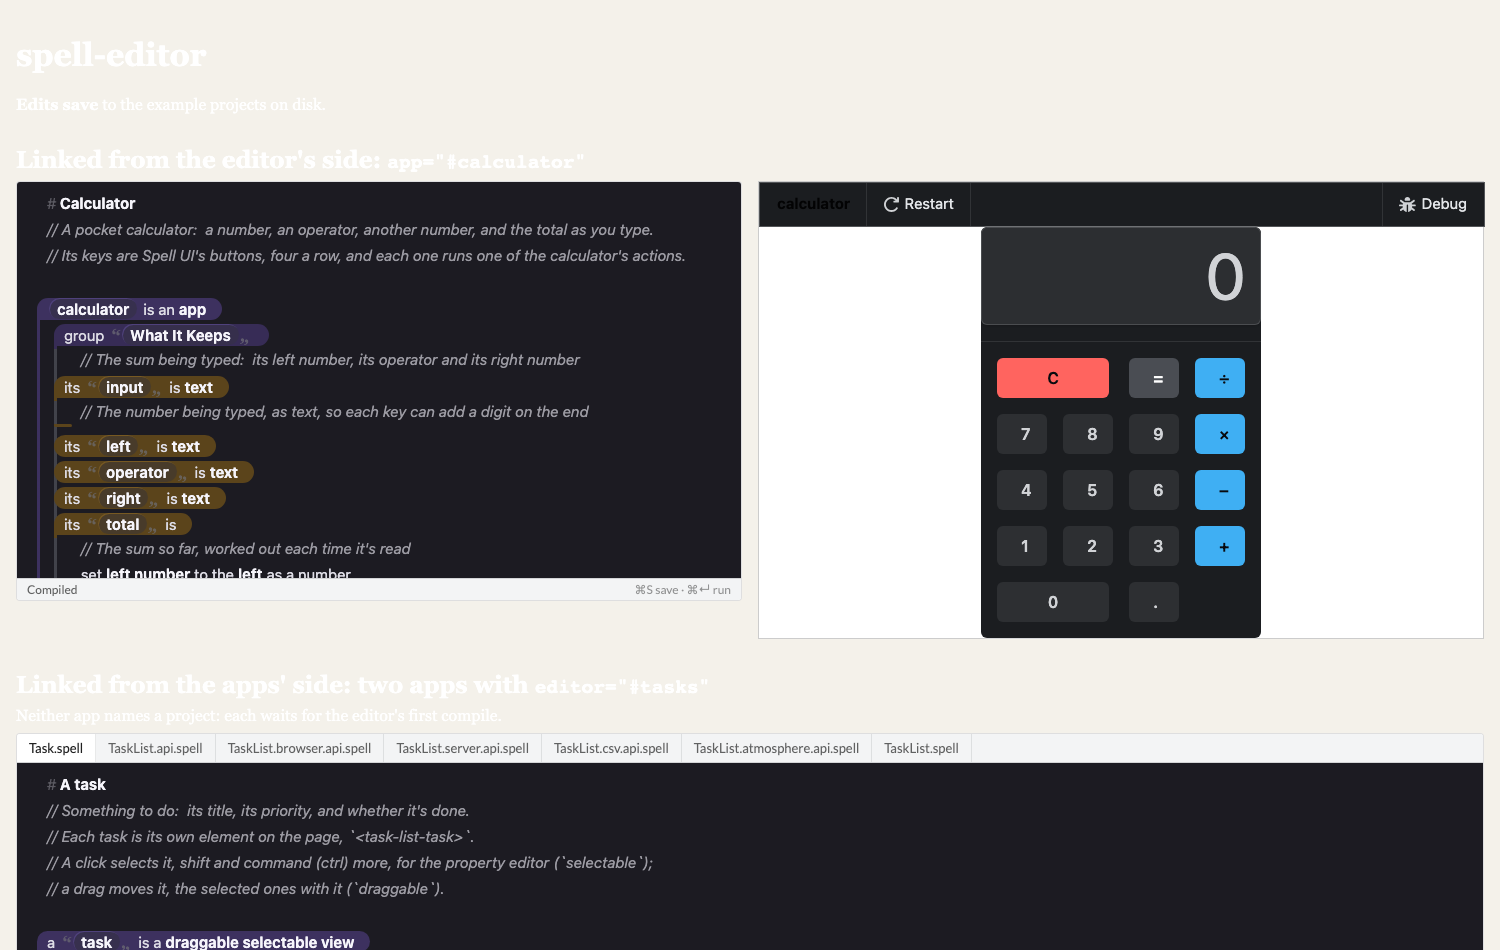 spell-editor
Edits save to the example projects on disk.
Linked from the editor's side: app="#calculator"
# Calculator
// A pocket calculator: a number, an operator, another number, and the total as you type.
// Its keys are Spell UI's buttons, four a row, and each one runs one of the calculator's actions.
calculator is an app
group “ What It Keeps „
// The sum being typed: its left number, its operator and its right number
its “ input „ is text
// The number being typed, as text, so each key can add a digit on the end
its “ left „ is text
its “ operator „ is text
its “ right „ is text
its “ total „ is
// The sum so far, worked out each time it's read
set left number to the left as a number
Compiled ⌘S save · ⌘↵ run
calculator Restart Debug
0
C = ÷
7 8 9 ×
4 5 6 −
1 2 3 +
0 .
Linked from the apps' side: two apps with editor="#tasks"
Neither app names a project: each waits for the editor's first compile.
Task.spell TaskList.api.spell TaskList.browser.api.spell TaskList.server.api.spell TaskList.csv.api.spell TaskList.atmosphere.api.spell TaskList.spell
# A task
// Something to do: its title, its priority, and whether it's done.
// Each task is its own element on the page, `<task-list-task>`.
// A click selects it, shift and command (ctrl) more, for the property editor (`selectable`);
// a drag moves it, the selected ones with it (`draggable`).
a “ task „ is a draggable selectable view